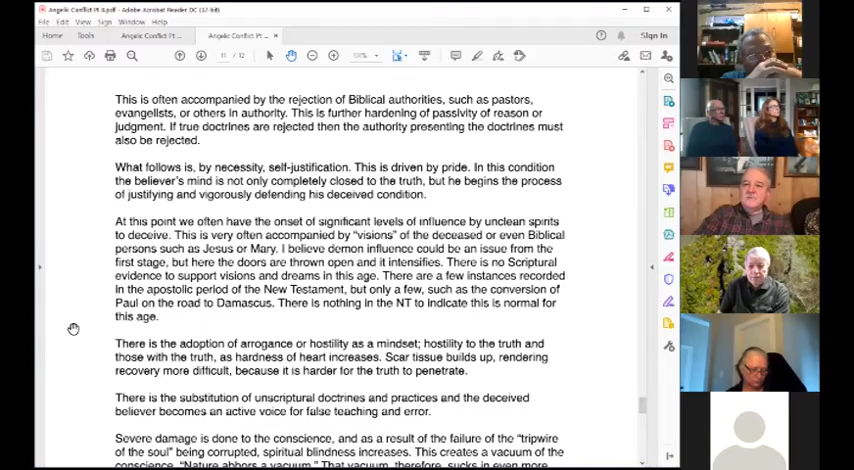 Angelic Conflict Pt 8.pdf - Adobe Acrobat Reader DC (32-bit)
File Edit View Sign Window Help
Home Tools Angelic Conflict Pt ... Angelic Conflict Pt ... × Sign In
11 / 12
This is often accompanied by the rejection of Biblical authorities, such as pastors,
evangelists, or others in authority. This is further hardening of passivity of reason or
judgment. If true doctrines are rejected then the authority presenting the doctrines must
also be rejected.
What follows is, by necessity, self-justification. This is driven by pride. In this condition
the believer's mind is not only completely closed to the truth, but he begins the process
of justifying and vigorously defending his deceived condition.
At this point we often have the onset of significant levels of influence by unclean spirits
to deceive. This is very often accompanied by "visions" of the deceased or even Biblical
persons such as Jesus or Mary. I believe demon influence could be an issue from the
first stage, but here the doors are thrown open and it intensifies. There is no Scriptural
evidence to support visions and dreams in this age. There are a few instances recorded
in the apostolic period of the New Testament, but only a few, such as the conversion of
Paul on the road to Damascus. There is nothing in the NT to indicate this is normal for
this age.
There is the adoption of arrogance or hostility as a mindset; hostility to the truth and
those with the truth, as hardness of heart increases. Scar tissue builds up, rendering
recovery more difficult, because it is harder for the truth to penetrate.
There is the substitution of unscriptural doctrines and practices and the deceived
believer becomes an active voice for false teaching and error.
Severe damage is done to the conscience, and as a result of the failure of the "tripwire
of the soul" being corrupted, spiritual blindness increases. This creates a vacuum of the
conscience. "Nature abhors a vacuum." That vacuum, therefore, sucks in even more